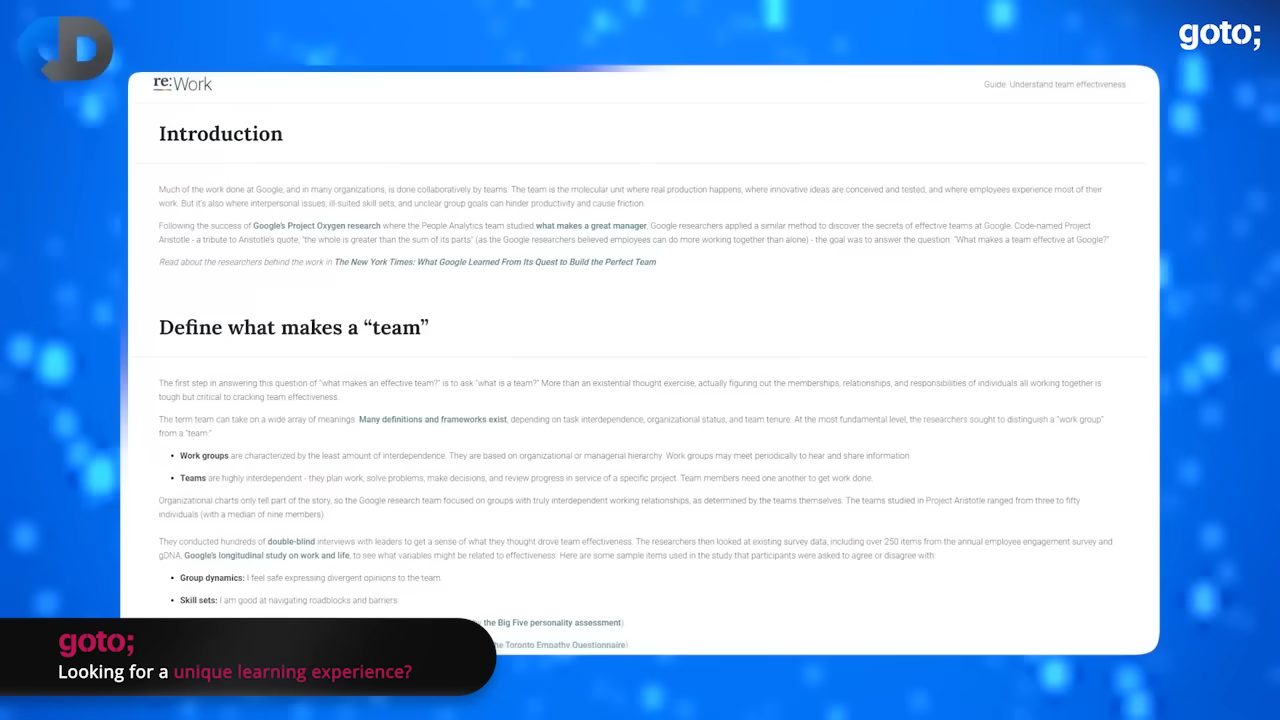 goto;
re:Work
Guide: Understand team effectiveness
Introduction
Much of the work done at Google, and in many organizations, is done collaboratively by teams. The team is the molecular unit where real production happens, where innovative ideas are conceived and tested, and where employees experience most of their
work. But it's also where interpersonal issues, ill-suited skill sets, and unclear group goals can hinder productivity and cause friction.
Following the success of Google's Project Oxygen research where the People Analytics team studied what makes a great manager, Google researchers applied a similar method to discover the secrets of effective teams at Google. Code-named Project
Aristotle - a tribute to Aristotle's quote, "the whole is greater than the sum of its parts" (as the Google researchers believed employees can do more working together than alone) - the goal was to answer the question: "What makes a team effective at Google?"
Read about the researchers behind the work in The New York Times: What Google Learned From Its Quest to Build the Perfect Team
Define what makes a “team”
The first step in answering this question of "what makes an effective team?" is to ask "what is a team?" More than an existential thought exercise, actually figuring out the memberships, relationships, and responsibilities of individuals all working together is
tough but critical to cracking team effectiveness.
The term team can take on a wide array of meanings. Many definitions and frameworks exist, depending on task interdependence, organizational status, and team tenure. At the most fundamental level, the researchers sought to distinguish a "work group"
from a "team:"
• Work groups are characterized by the least amount of interdependence. They are based on organizational or managerial hierarchy. Work groups may meet periodically to hear and share information.
• Teams are highly interdependent - they plan work, solve problems, make decisions, and review progress in service of a specific project. Team members need one another to get work done.
Organizational charts only tell part of the story, so the Google research team focused on groups with truly interdependent working relationships, as determined by the teams themselves. The teams studied in Project Aristotle ranged from three to fifty
individuals (with a median of nine members).
They conducted hundreds of double-blind interviews with leaders to get a sense of what they thought drove team effectiveness. The researchers then looked at existing survey data, including over 250 items from the annual employee engagement survey and
gDNA, Google's longitudinal study on work and life, to see what variables might be related to effectiveness. Here are some sample items used in the study that participants were asked to agree or disagree with:
• Group dynamics: I feel safe expressing divergent opinions to the team.
• Skill sets: I am good at navigating roadblocks and barriers.
the Big Five personality assessment)
the Toronto Empathy Questionnaire)
goto;
Looking for a unique learning experience?